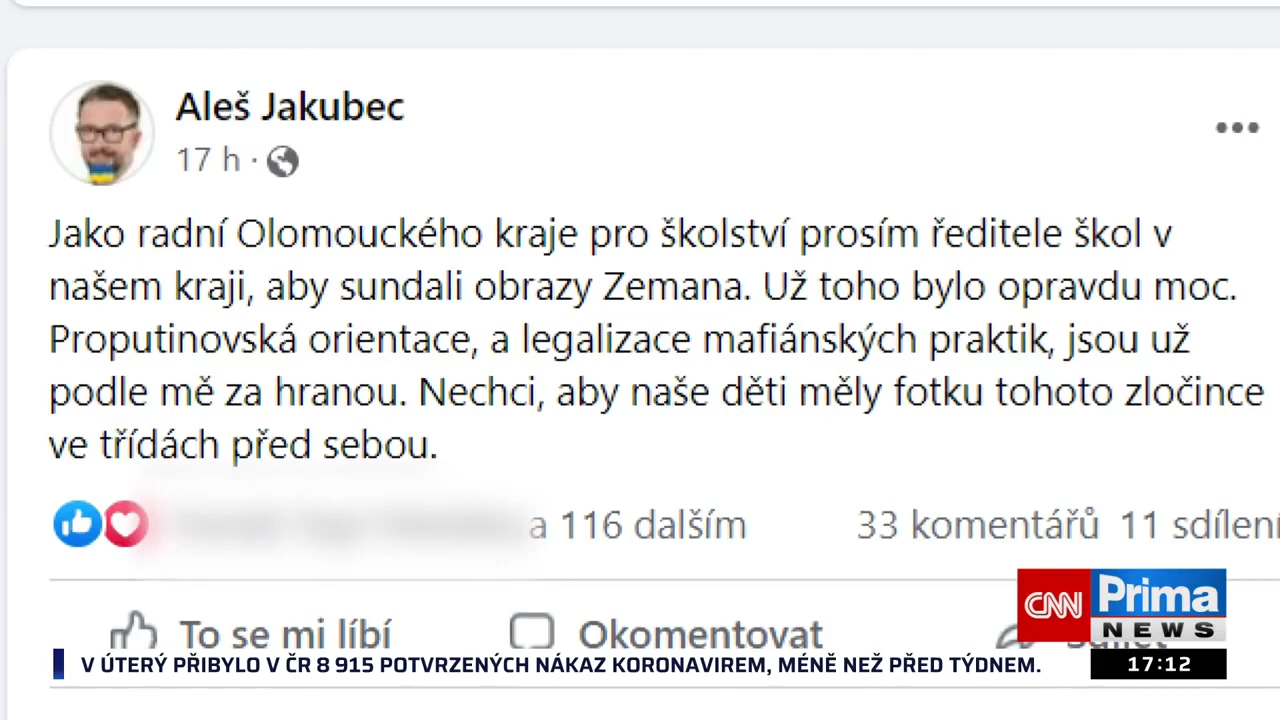 Aleš Jakubec
17 h ·
Jako radní Olomouckého kraje pro školství prosím ředitele škol v
našem kraji, aby sundali obrazy Zemana. Už toho bylo opravdu moc.
Proputinovská orientace, a legalizace mafiánských praktik, jsou už
podle mě za hranou. Nechci, aby naše děti měly fotku tohoto zločince
ve třídách před sebou.
a 116 dalším 33 komentářů 11 sdílení
To se mi líbí Okomentovat
CNN Prima
NEWS
V ÚTERÝ PŘIBYLO V ČR 8 915 POTVRZENÝCH NÁKAZ KORONAVIREM, MÉNĚ NEŽ PŘED TÝDNEM.
17:12